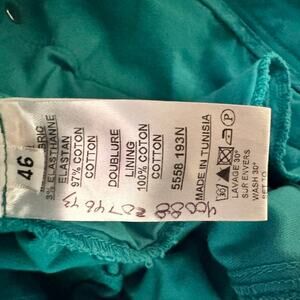 46
3% ELASTHANNE
ELASTAN
97% COTON
COTTON
DOUBLURE
LINING
100% COTON
COTTON
5558 193N
MADE IN TUNISIA
LAVAGE 30°
SUR ENVERS
WASH 30°